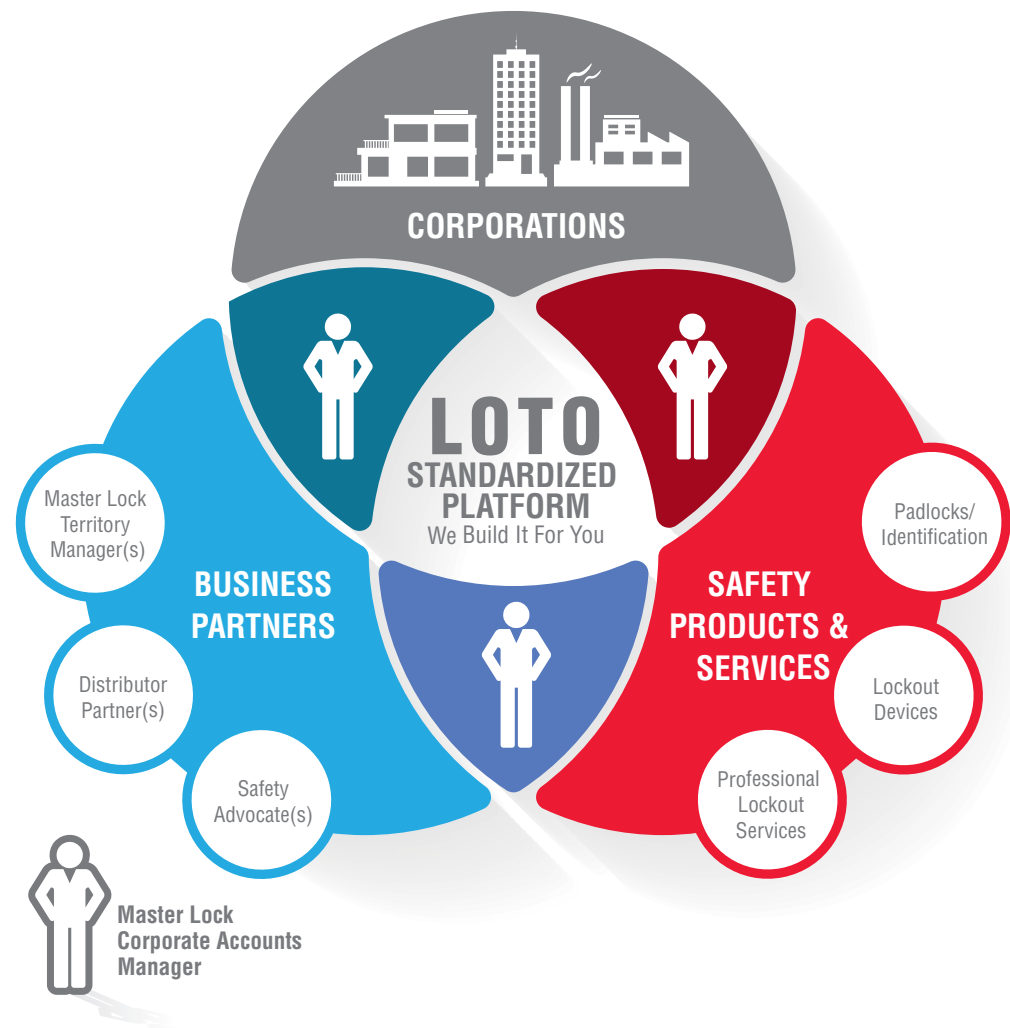 CORPORATIONS
LOTO
STANDARDIZED
PLATFORM
We Build It For You
BUSINESS
PARTNERS
Master Lock
Territory
Manager(s)
Distributor
Partner(s)
Safety
Advocate(s)
SAFETY
PRODUCTS &
SERVICES
Padlocks/
Identification
Lockout
Devices
Professional
Lockout
Services
Master Lock
Corporate Accounts
Manager